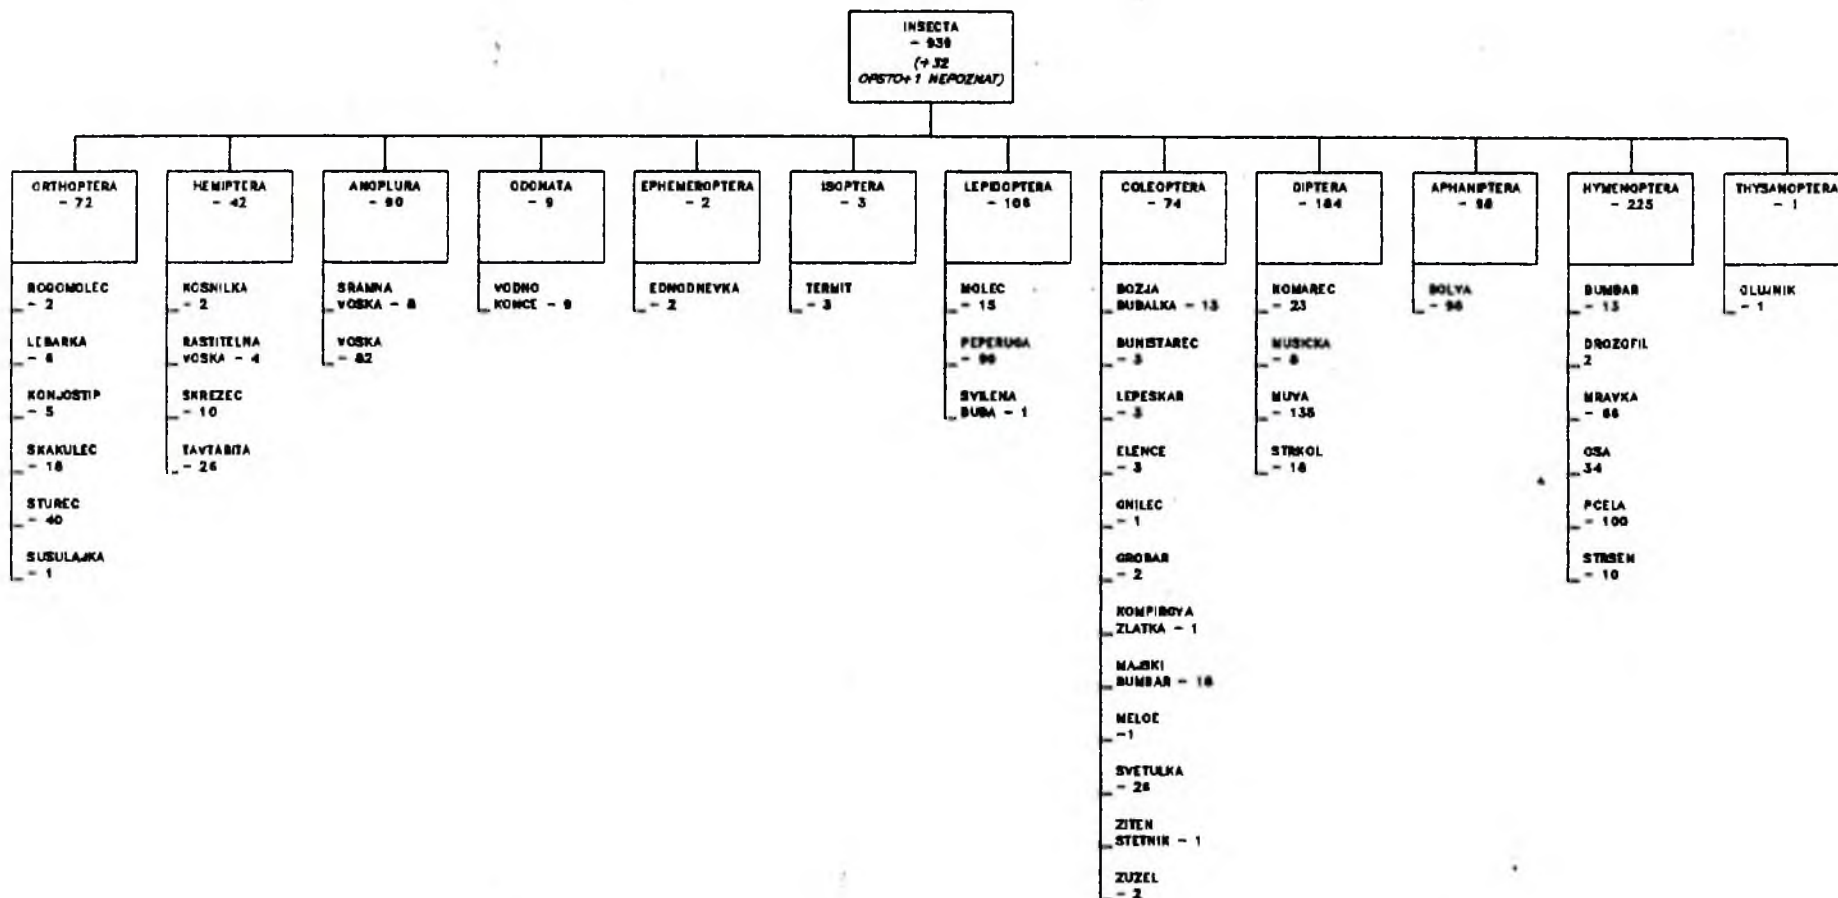 INSECTA
- 939
(+32
OPSTO+1 NEPOZNAT)
ORTHOPTERA
- 72
ROGOMOLEC
- 2
LEBARKA
- 6
KONJOSTIP
- 5
SKAKULEC
- 18
STUREC
- 40
SUSULAJKA
- 1
HEMIPTERA
- 42
KOSNILKA
- 2
RASTITELNA
VOSKA - 4
SKREZEC
- 10
TAVTABITA
- 26
ANOPLURA
- 90
SRAMNA
VOSKA - 8
VOSKA
- 82
ODONATA
- 9
VODNO
KONCE - 9
EPHEMEROPTERA
- 2
EDNODNEVKA
- 2
ISOPTERA
- 3
TERMIT
- 3
LEPIDOPTERA
- 106
MOLEC
- 15
PEPERUGA
- 90
SVILENA
BUBA - 1
COLEOPTERA
- 74
BOZJA
BUBALKA - 13
BUNISTAREC
- 3
LEPESKAR
- 3
ELENCE
- 3
GNILEC
- 1
GROBAR
- 2
KOMPIROVA
ZLATKA - 1
MAJSKI
BUMBAR - 18
MELOE
-1
SVETULKA
- 26
ZITEN
STETNIK - 1
ZUZEL
- 2
DIPTERA
- 184
KOMAREC
- 23
MUSICKA
- 8
MUVA
- 135
STRKOL
- 18
APHANIPTERA
- 98
BOLVA
- 98
HYMENOPTERA
- 225
BUMBAR
- 13
DROZOFIL
2
MRAVKA
- 66
OSA
34
PCELA
- 100
STRSEN
- 10
THYSANOPTERA
- 1
OLUJNIK
- 1